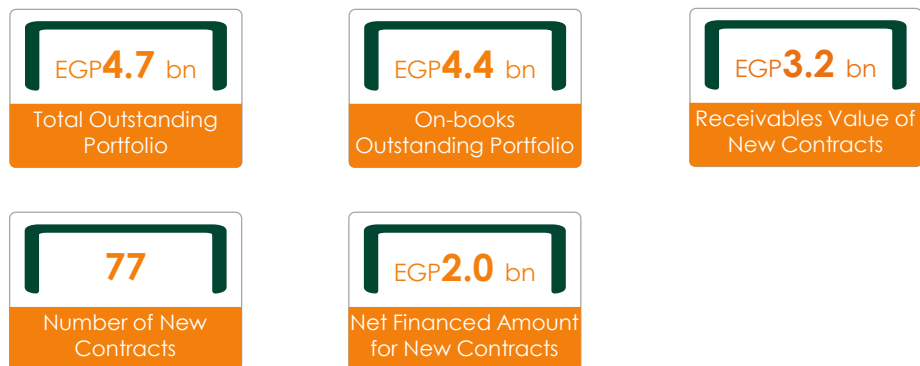 EGP4.7 bn
Total Outstanding
Portfolio
EGP4.4 bn
On-books
Outstanding Portfolio
EGP3.2 bn
Receivables Value of
New Contracts
77
Number of New
Contracts
EGP2.0 bn
Net Financed Amount
for New Contracts